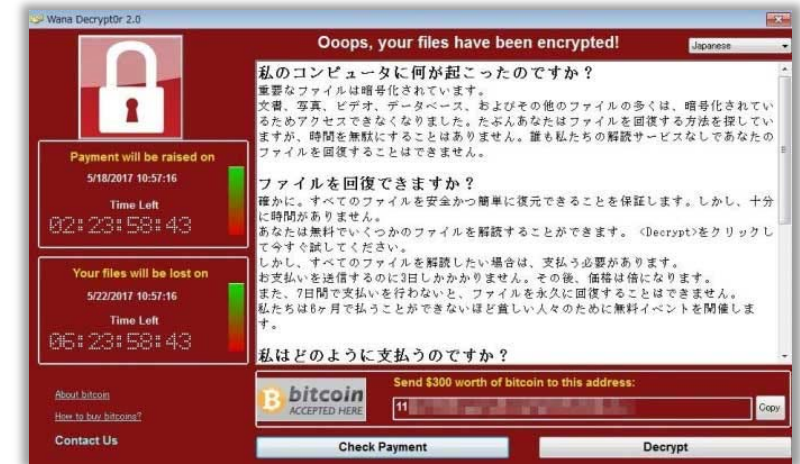 Wana Decrypt0r 2.0
Ooops, your files have been encrypted!
Japanese
Payment will be raised on
5/18/2017 10:57:16
Time Left
02:23:58:43
Your files will be lost on
5/22/2017 10:57:16
Time Left
06:23:58:43
About bitcoin
How to buy bitcoins?
Contact Us
私のコンピュータに何が起こったのですか?
重要なファイルは暗号化されています。
文書、写真、ビデオ、データベース、およびその他のファイルの多くは、暗号化されてい
るためアクセスできなくなりました。たぶんあなたはファイルを回復する方法を探してい
ますが、時間を無駄にすることはありません。誰も私たちの解読サービスなしであなたの
ファイルを回復することはできません。
ファイルを回復できますか?
確かに。すべてのファイルを安全かつ簡単に復元できることを保証します。しかし、十分
に時間がありません。
あなたは無料でいくつかのファイルを解読することができます。 <Decrypt>をクリックし
て今すぐ試してください。
しかし、すべてのファイルを解読したい場合は、支払う必要があります。
お支払いを送信するのに3日しかかかりません。その後、価格は倍になります。
また、7日間で支払いを行わないと、ファイルを永久に回復することはできません。
私たちは6ヶ月で払うことができないほど貧しい人々のために無料イベントを開催しま
す。
私はどのように支払うのですか?
bitcoin
ACCEPTED HERE
Send $300 worth of bitcoin to this address:
11
Copy
Check Payment
Decrypt